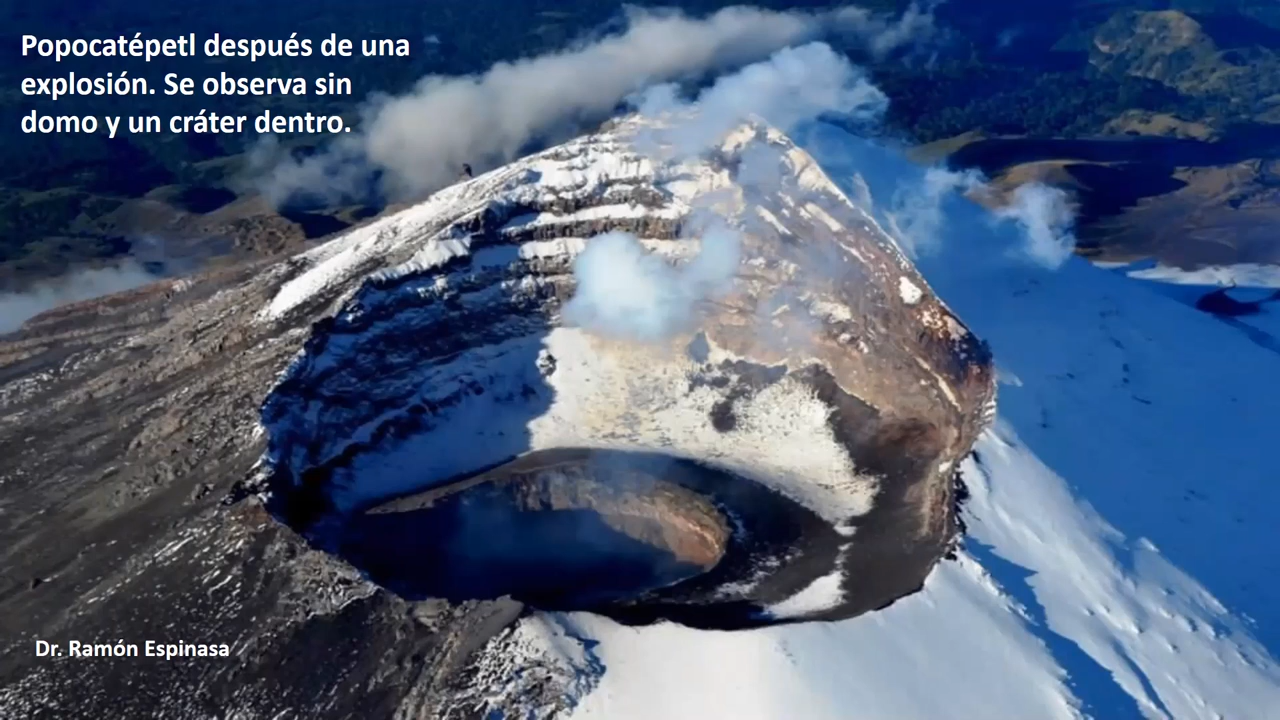 Popocatépetl después de una
explosión. Se observa sin
domo y un cráter dentro.
Dr. Ramón Espinasa